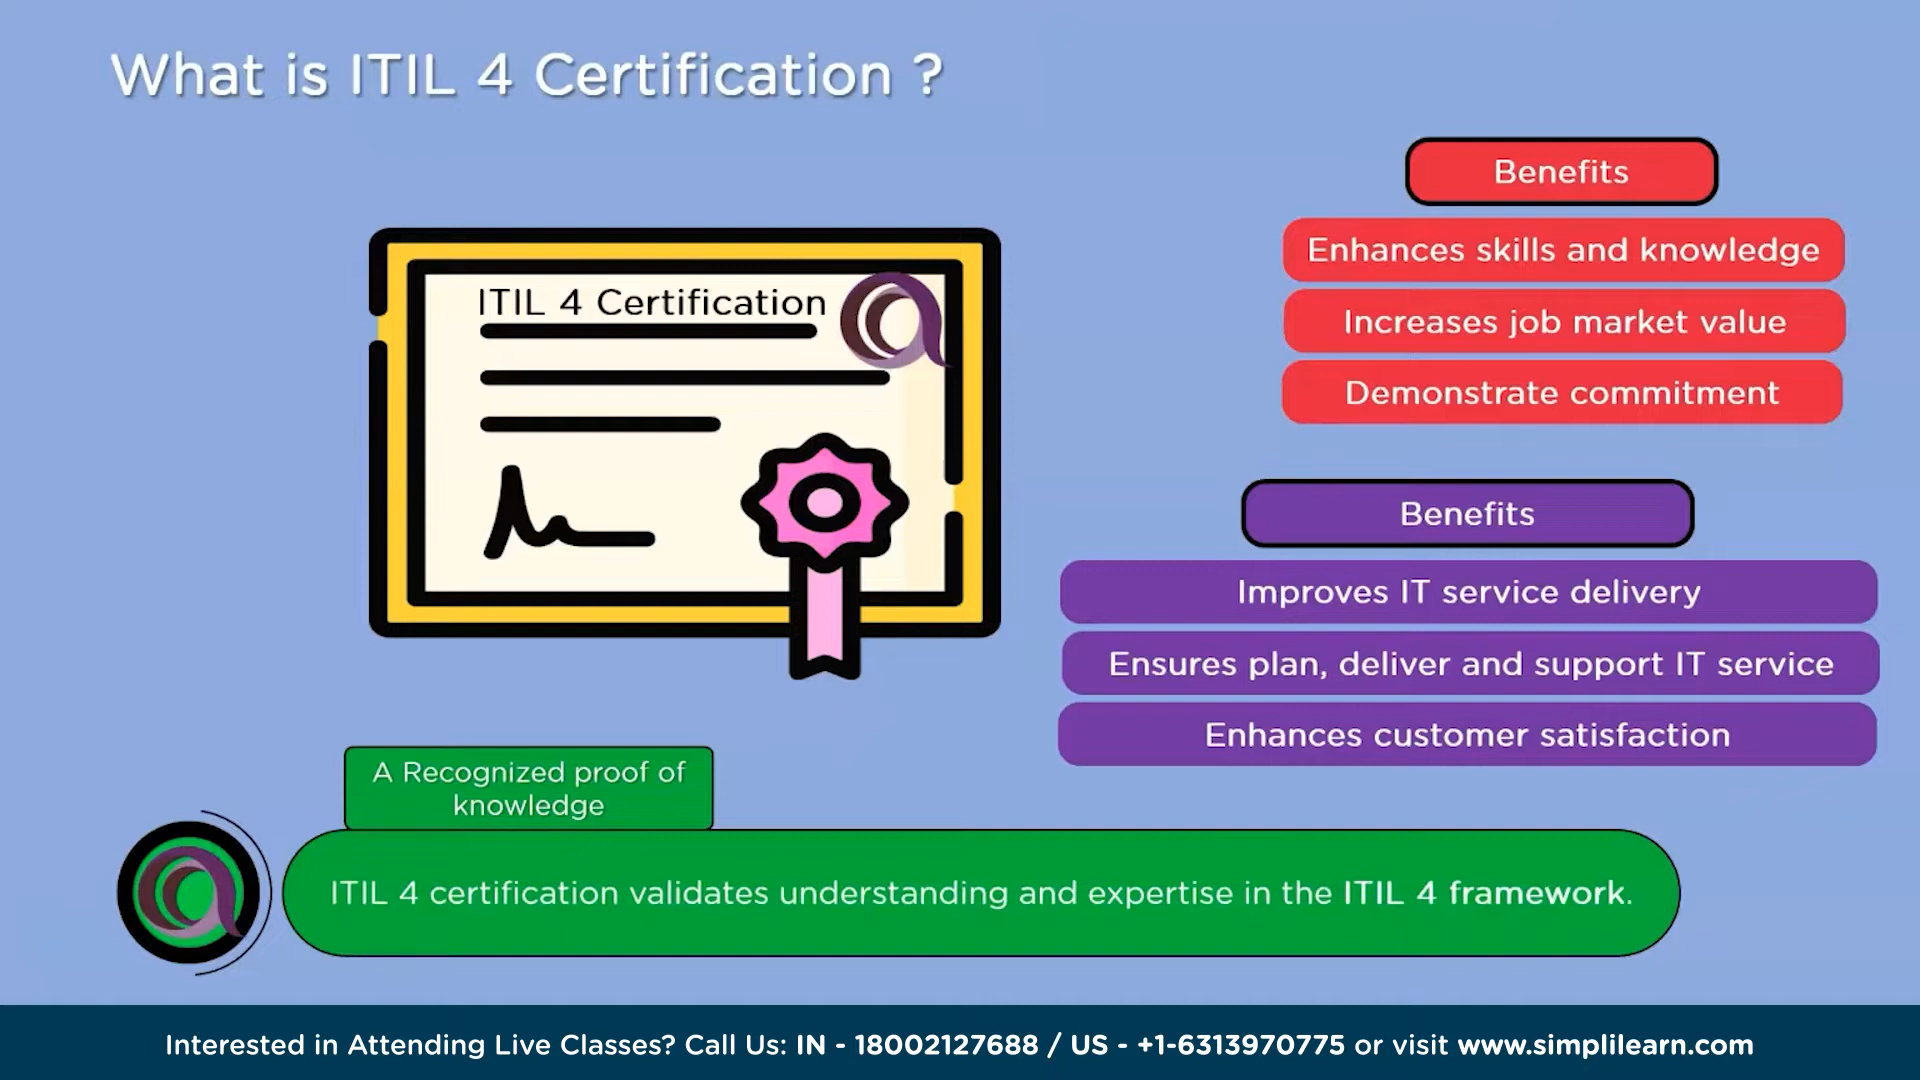 What is ITIL 4 Certification ?
ITIL 4 Certification
Benefits
Enhances skills and knowledge
Increases job market value
Demonstrate commitment
Benefits
Improves IT service delivery
Ensures plan, deliver and support IT service
Enhances customer satisfaction
A Recognized proof of
knowledge
ITIL 4 certification validates understanding and expertise in the ITIL 4 framework.
Interested in Attending Live Classes? Call Us: IN - 18002127688 / US - +1-6313970775 or visit www.simplilearn.com